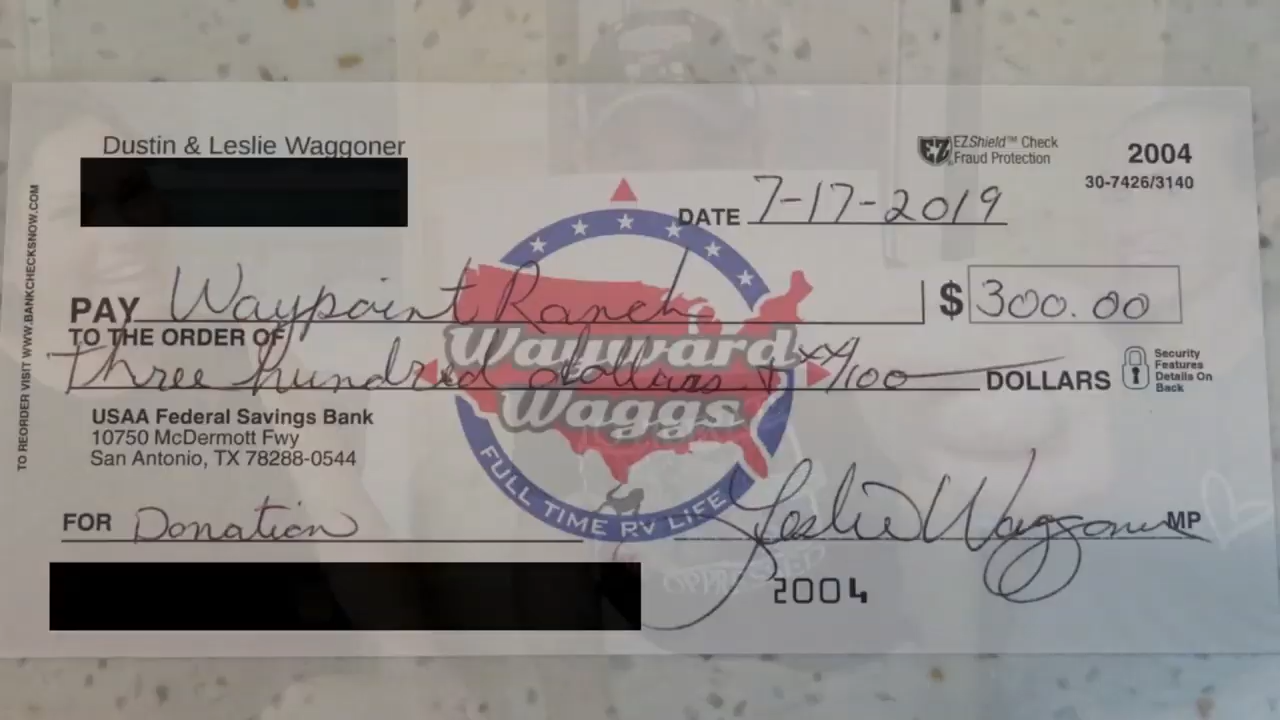 Dustin & Leslie Waggoner
EZShield™ Check
Fraud Protection
2004
30-7426/3140
DATE 7-17-2019
PAY Waypoint Ranch $ 300.00
TO THE ORDER OF
Three hundred dollars + xx/100 DOLLARS
Security
Features
Details On
Back
USAA Federal Savings Bank
10750 McDermott Fwy
San Antonio, TX 78288-0544
FOR Donation
Leslie Waggoner MP
2004
TO REORDER VISIT WWW.BANKCHECKSNOW.COM
Wayward
Waggs
FULL TIME RV LIFE